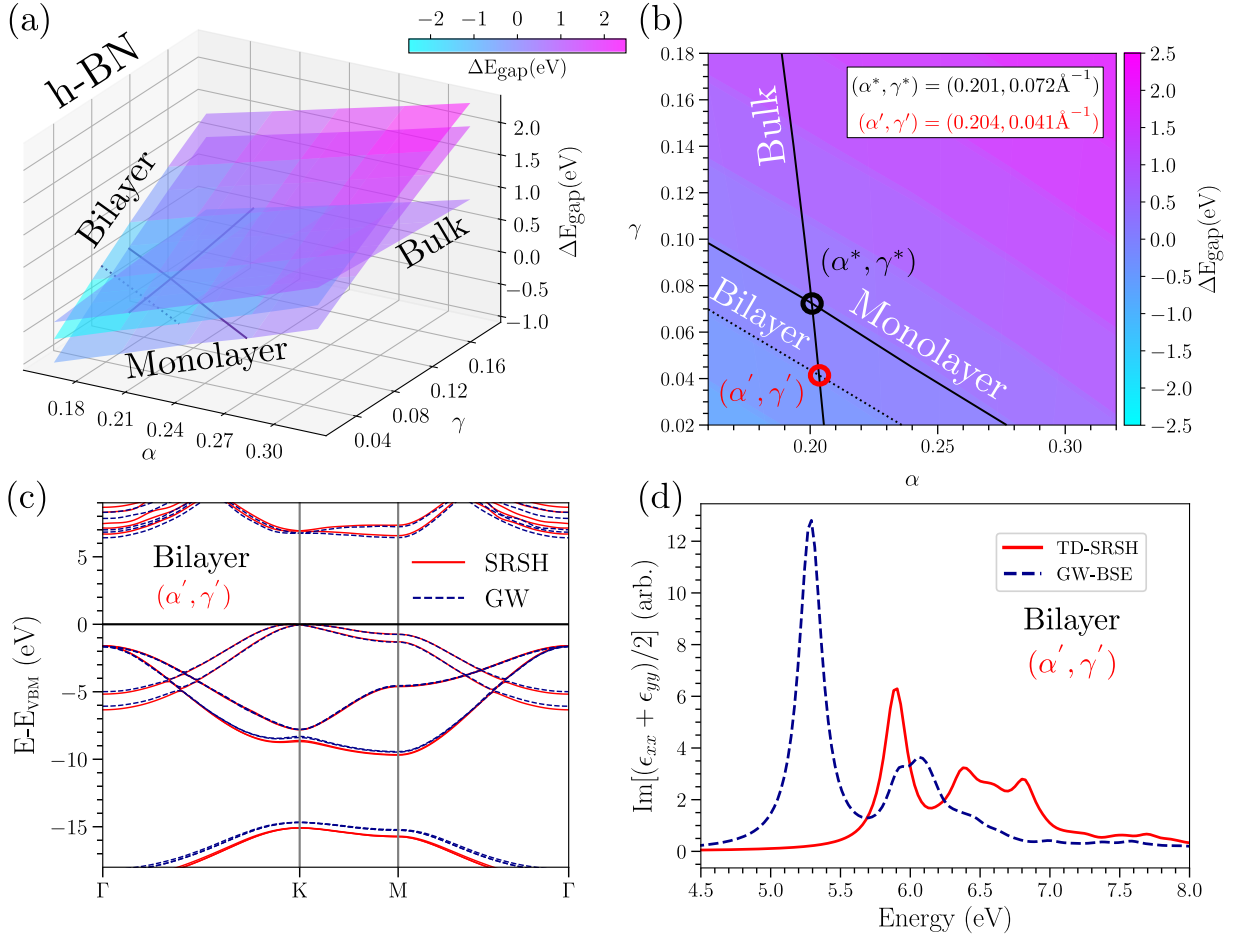 (a)
−2 −1 0 1 2
ΔE_gap(eV)
h-BN
Bilayer
Bulk
Monolayer
2.0
1.5
1.0
0.5
0.0
−0.5
−1.0
ΔE_gap(eV)
0.18 0.21 0.24 0.27 0.30
α
0.04 0.08 0.12 0.16
γ
(b)
0.18
0.16
0.14
0.12
0.10
0.08
0.06
0.04
0.02
γ
0.20 0.25 0.30
α
(α*, γ*) = (0.201, 0.072Å⁻¹)
(α′, γ′) = (0.204, 0.041Å⁻¹)
Bulk
(α*, γ*)
Bilayer
Monolayer
(α′, γ′)
2.5
2.0
1.5
1.0
0.5
0.0
−0.5
−1.0
−1.5
−2.0
−2.5
ΔE_gap(eV)
(c)
E-E_VBM (eV)
5
0
−5
−10
−15
Γ K M Γ
Bilayer
(α′, γ′)
SRSH
GW
(d)
Im[(ϵ_xx + ϵ_yy)/2] (arb.)
12
10
8
6
4
2
0
4.5 5.0 5.5 6.0 6.5 7.0 7.5 8.0
Energy (eV)
TD-SRSH
GW-BSE
Bilayer
(α′, γ′)